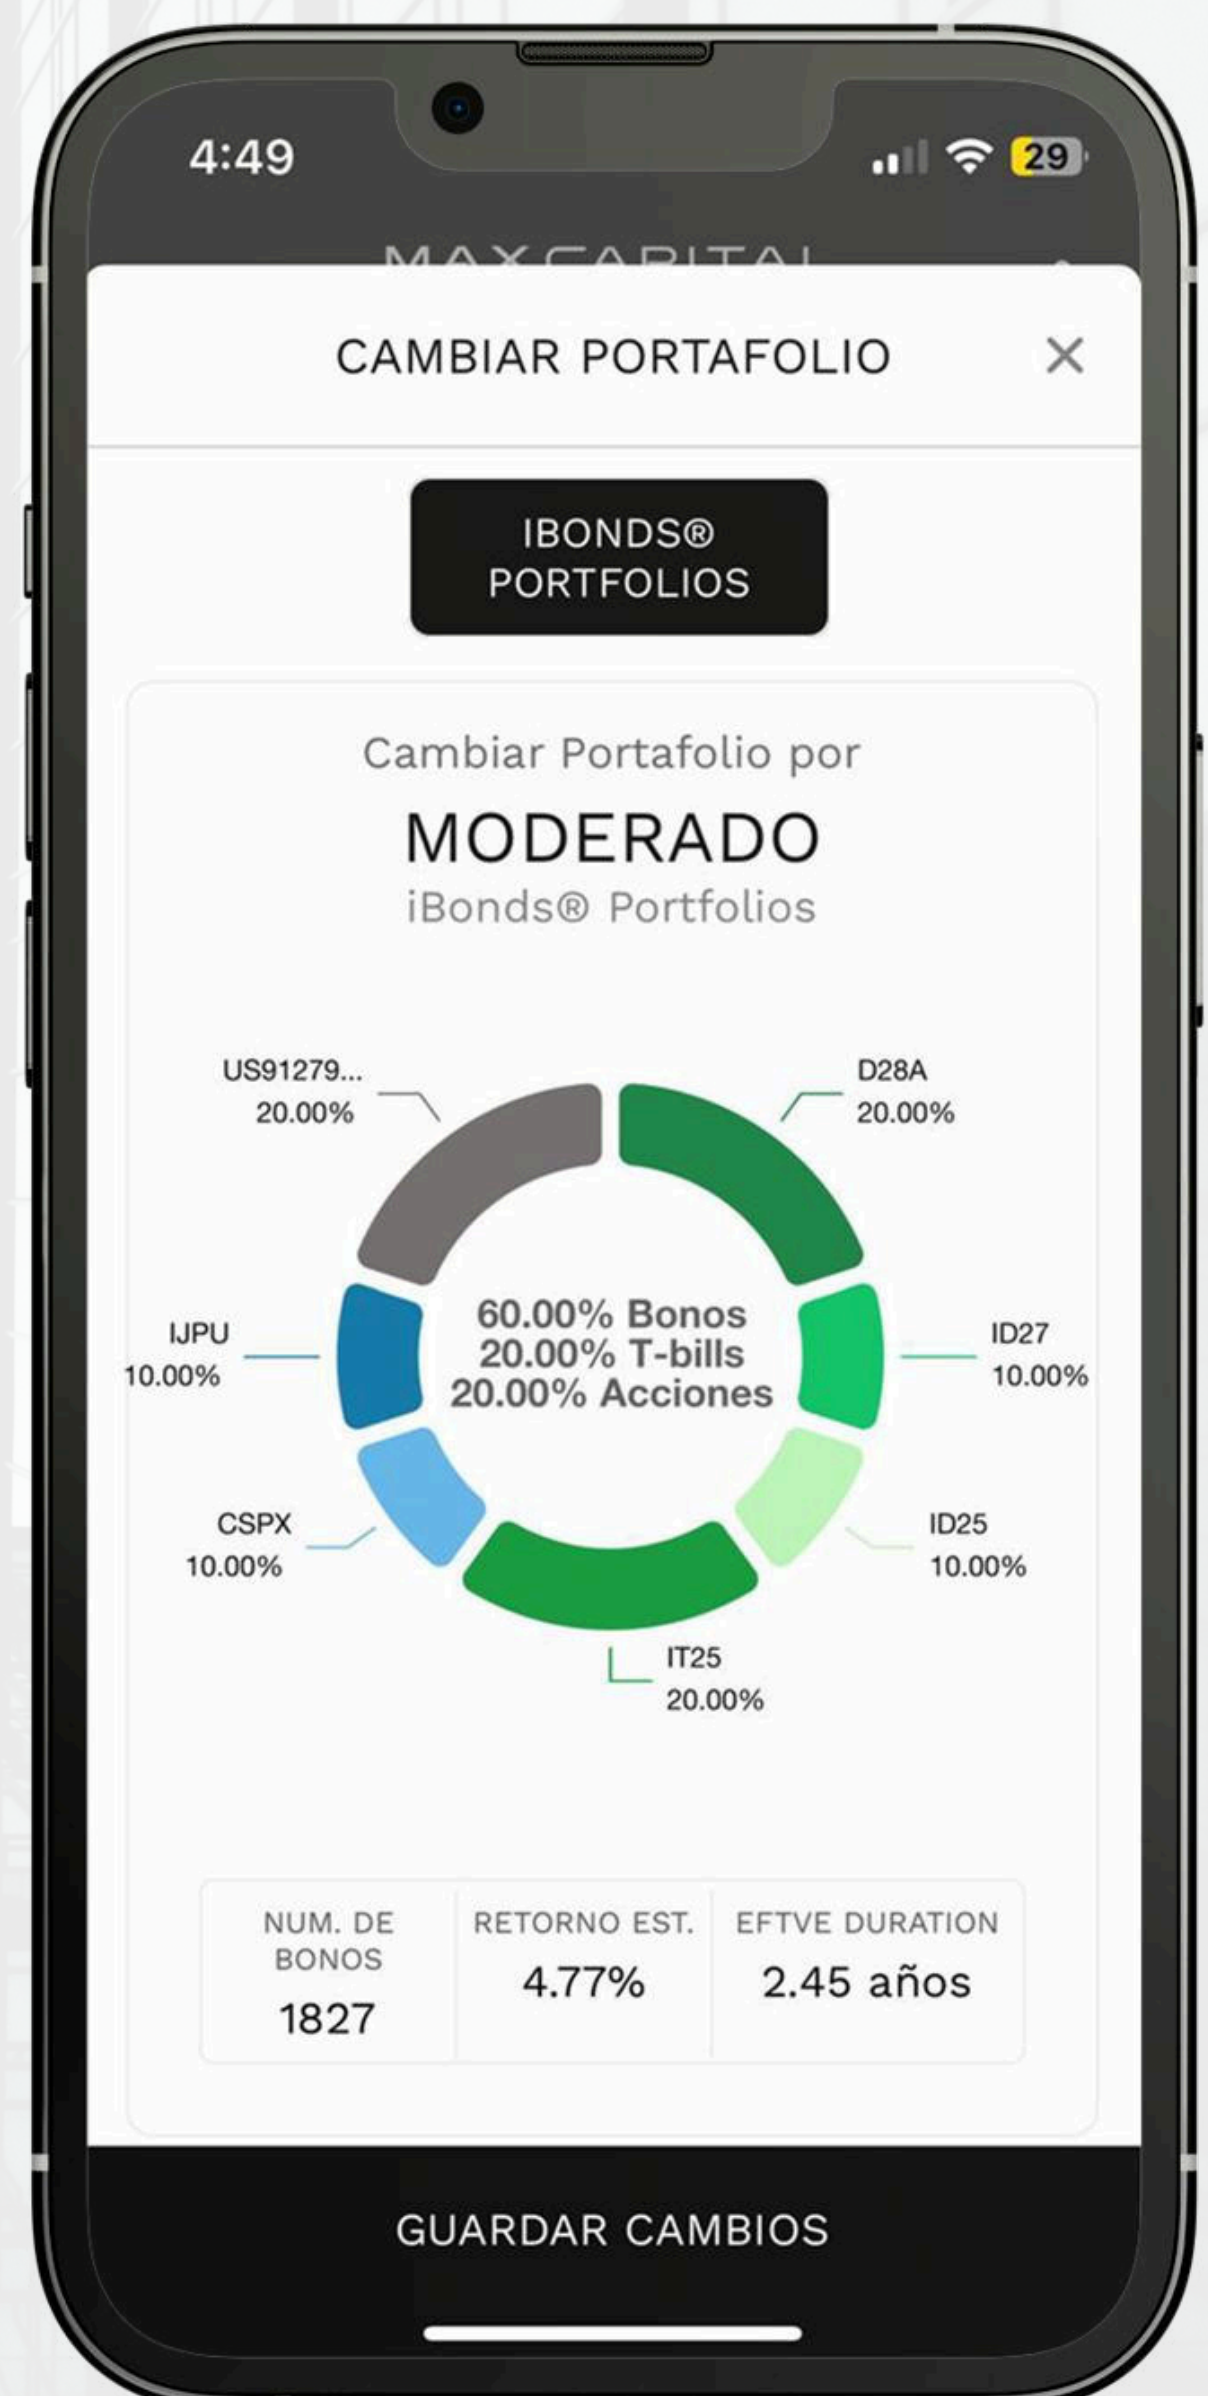 4:49
29
MAXCAPITAL
CAMBIAR PORTAFOLIO
IBONDS®
PORTFOLIOS
Cambiar Portafolio por
MODERADO
iBonds® Portfolios
US91279...
20.00%
D28A
20.00%
IJPU
10.00%
60.00% Bonos
20.00% T-bills
20.00% Acciones
ID27
10.00%
CSPX
10.00%
ID25
10.00%
IT25
20.00%
NUM. DE
BONOS
1827
RETORNO EST.
4.77%
EFTVE DURATION
2.45 años
GUARDAR CAMBIOS